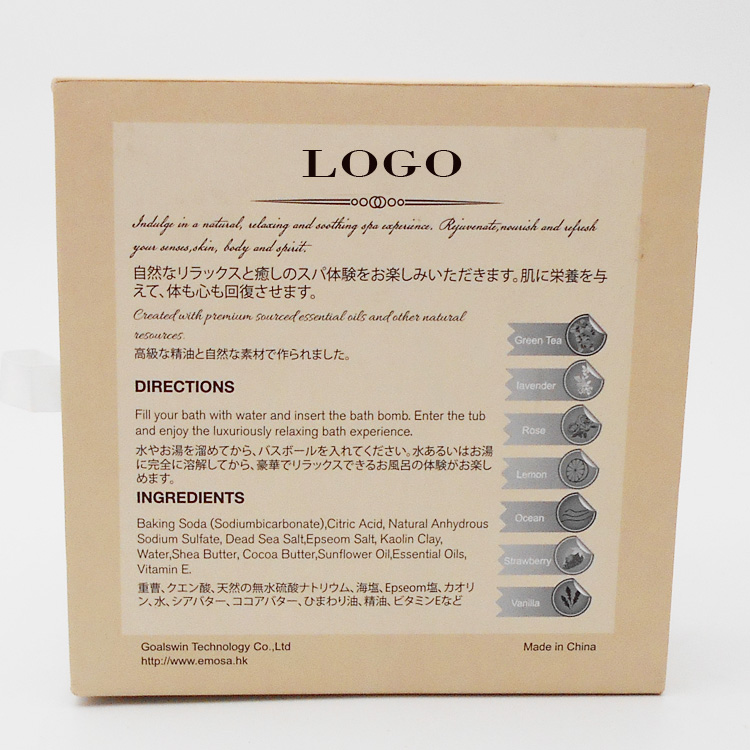 LOGO
Indulge in a natural, relaxing and soothing spa experience. Rejuvenate,nourish and refresh
your senses,skin, body and spirit.
自然なリラックスと癒しのスパ体験をお楽しみいただきます。肌に栄養を与
えて、体も心も回復させます。
Created with premium sourced essential oils and other natural
resources.
高級な精油と自然な素材で作られました。
DIRECTIONS
Fill your bath with water and insert the bath bomb. Enter the tub
and enjoy the luxuriously relaxing bath experience.
水やお湯を溜めてから、バスボールを入れてください。水あるいはお湯
に完全に溶解してから、豪華でリラックスできるお風呂の体験がお楽し
めます。
INGREDIENTS
Baking Soda (Sodiumbicarbonate),Citric Acid, Natural Anhydrous
Sodium Sulfate, Dead Sea Salt,Epseom Salt, Kaolin Clay,
Water,Shea Butter, Cocoa Butter,Sunflower Oil,Essential Oils,
Vitamin E.
重曹、クエン酸、天然の無水硫酸ナトリウム、海塩、Epseom塩、カオリ
ン、水、シアバター、ココアバター、ひまわり油、精油、ビタミンEなど
Green Tea
lavender
Rose
Lemon
Ocean
Strawberry
Vanilla
Goalswin Technology Co.,Ltd
http://www.emosa.hk
Made in China